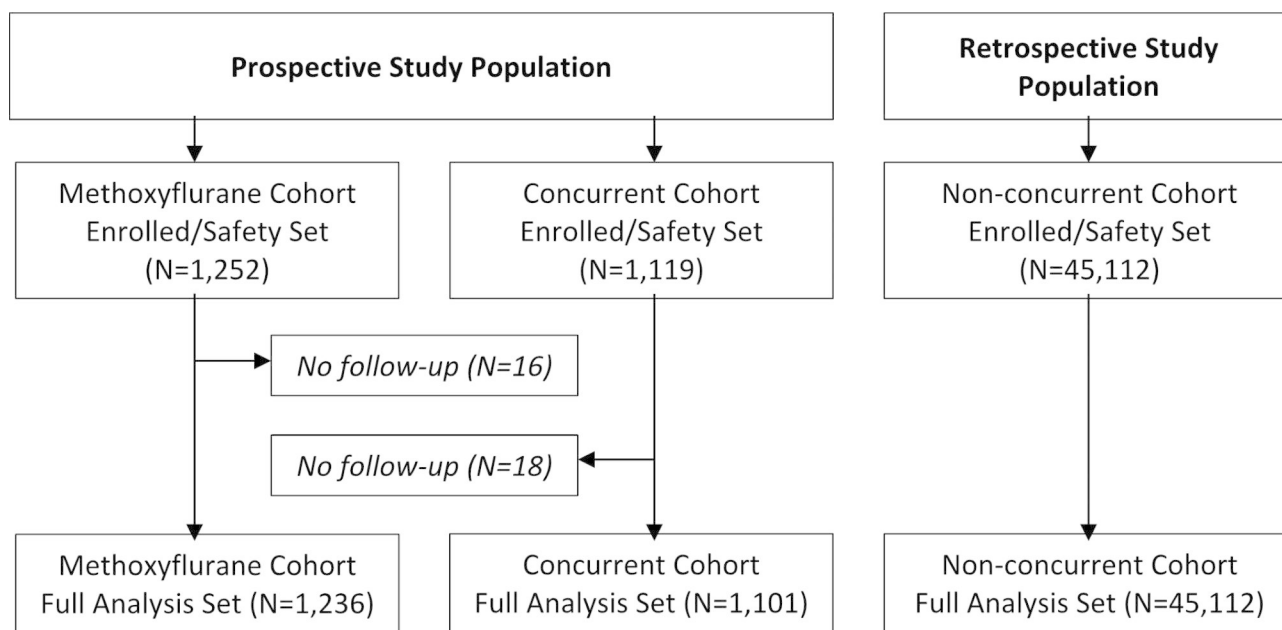 Prospective Study Population
Retrospective Study
Population
Methoxyflurane Cohort
Enrolled/Safety Set
(N=1,252)
Concurrent Cohort
Enrolled/Safety Set
(N=1,119)
Non-concurrent Cohort
Enrolled/Safety Set
(N=45,112)
No follow-up (N=16)
No follow-up (N=18)
Methoxyflurane Cohort
Full Analysis Set (N=1,236)
Concurrent Cohort
Full Analysis Set (N=1,101)
Non-concurrent Cohort
Full Analysis Set (N=45,112)